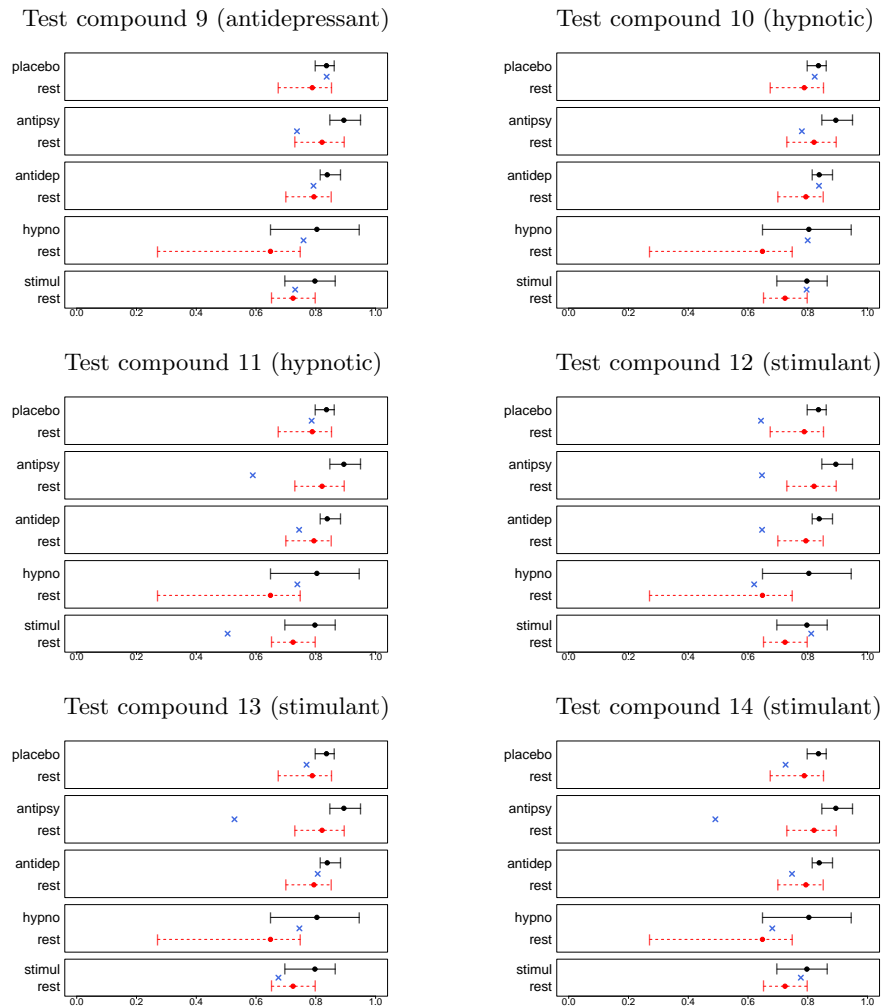 Test compound 9 (antidepressant)
placebo
rest
antipsy
rest
antidep
rest
hypno
rest
stimul
rest
0.0 0.2 0.4 0.6 0.8 1.0
Test compound 10 (hypnotic)
placebo
rest
antipsy
rest
antidep
rest
hypno
rest
stimul
rest
0.0 0.2 0.4 0.6 0.8 1.0
Test compound 11 (hypnotic)
placebo
rest
antipsy
rest
antidep
rest
hypno
rest
stimul
rest
0.0 0.2 0.4 0.6 0.8 1.0
Test compound 12 (stimulant)
placebo
rest
antipsy
rest
antidep
rest
hypno
rest
stimul
rest
0.0 0.2 0.4 0.6 0.8 1.0
Test compound 13 (stimulant)
placebo
rest
antipsy
rest
antidep
rest
hypno
rest
stimul
rest
0.0 0.2 0.4 0.6 0.8 1.0
Test compound 14 (stimulant)
placebo
rest
antipsy
rest
antidep
rest
hypno
rest
stimul
rest
0.0 0.2 0.4 0.6 0.8 1.0